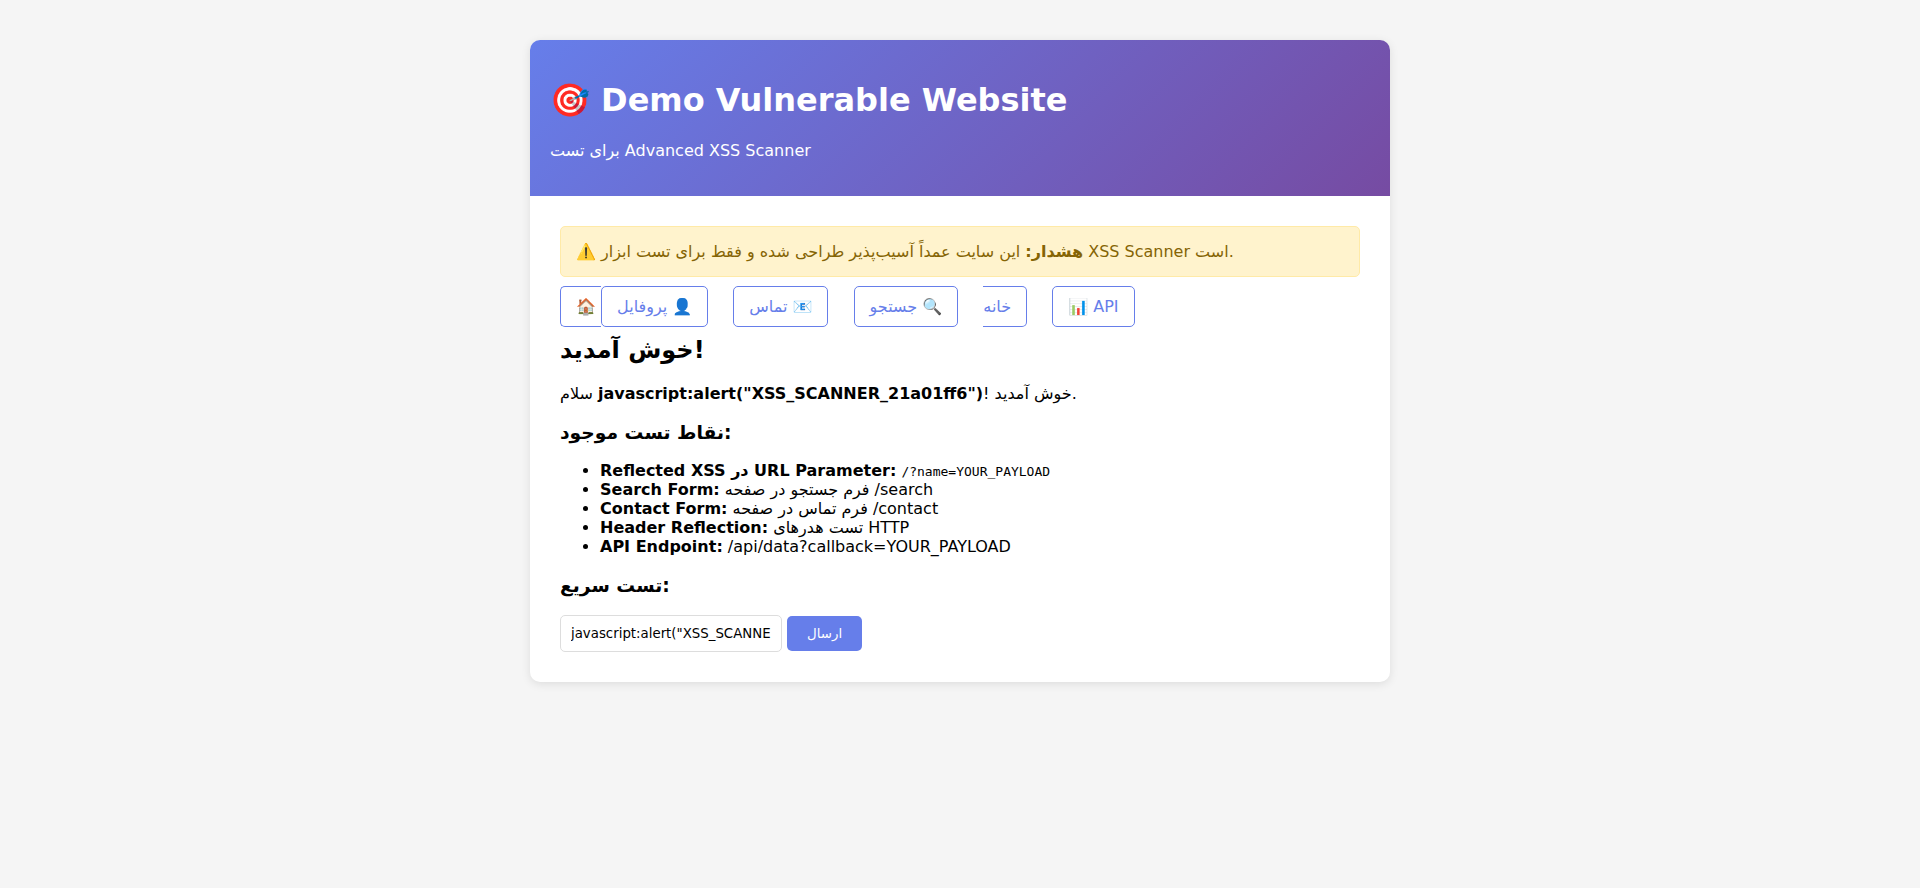 🎯 Demo Vulnerable Website
برای تست Advanced XSS Scanner
⚠️ هشدار: این سایت عمداً آسیب‌پذیر طراحی شده و فقط برای تست ابزار XSS Scanner است.
🏠 خانه 🔍 جستجو 📧 تماس 👤 پروفایل 📊 API
خوش آمدید!
سلام javascript:alert("XSS_SCANNER_21a01ff6")! خوش آمدید.
نقاط تست موجود:
Reflected XSS در URL Parameter: /?name=YOUR_PAYLOAD
Search Form: فرم جستجو در صفحه /search
Contact Form: فرم تماس در صفحه /contact
Header Reflection: تست هدرهای HTTP
API Endpoint: /api/data?callback=YOUR_PAYLOAD
تست سریع:
javascript:alert("XSS_SCANNE ارسال